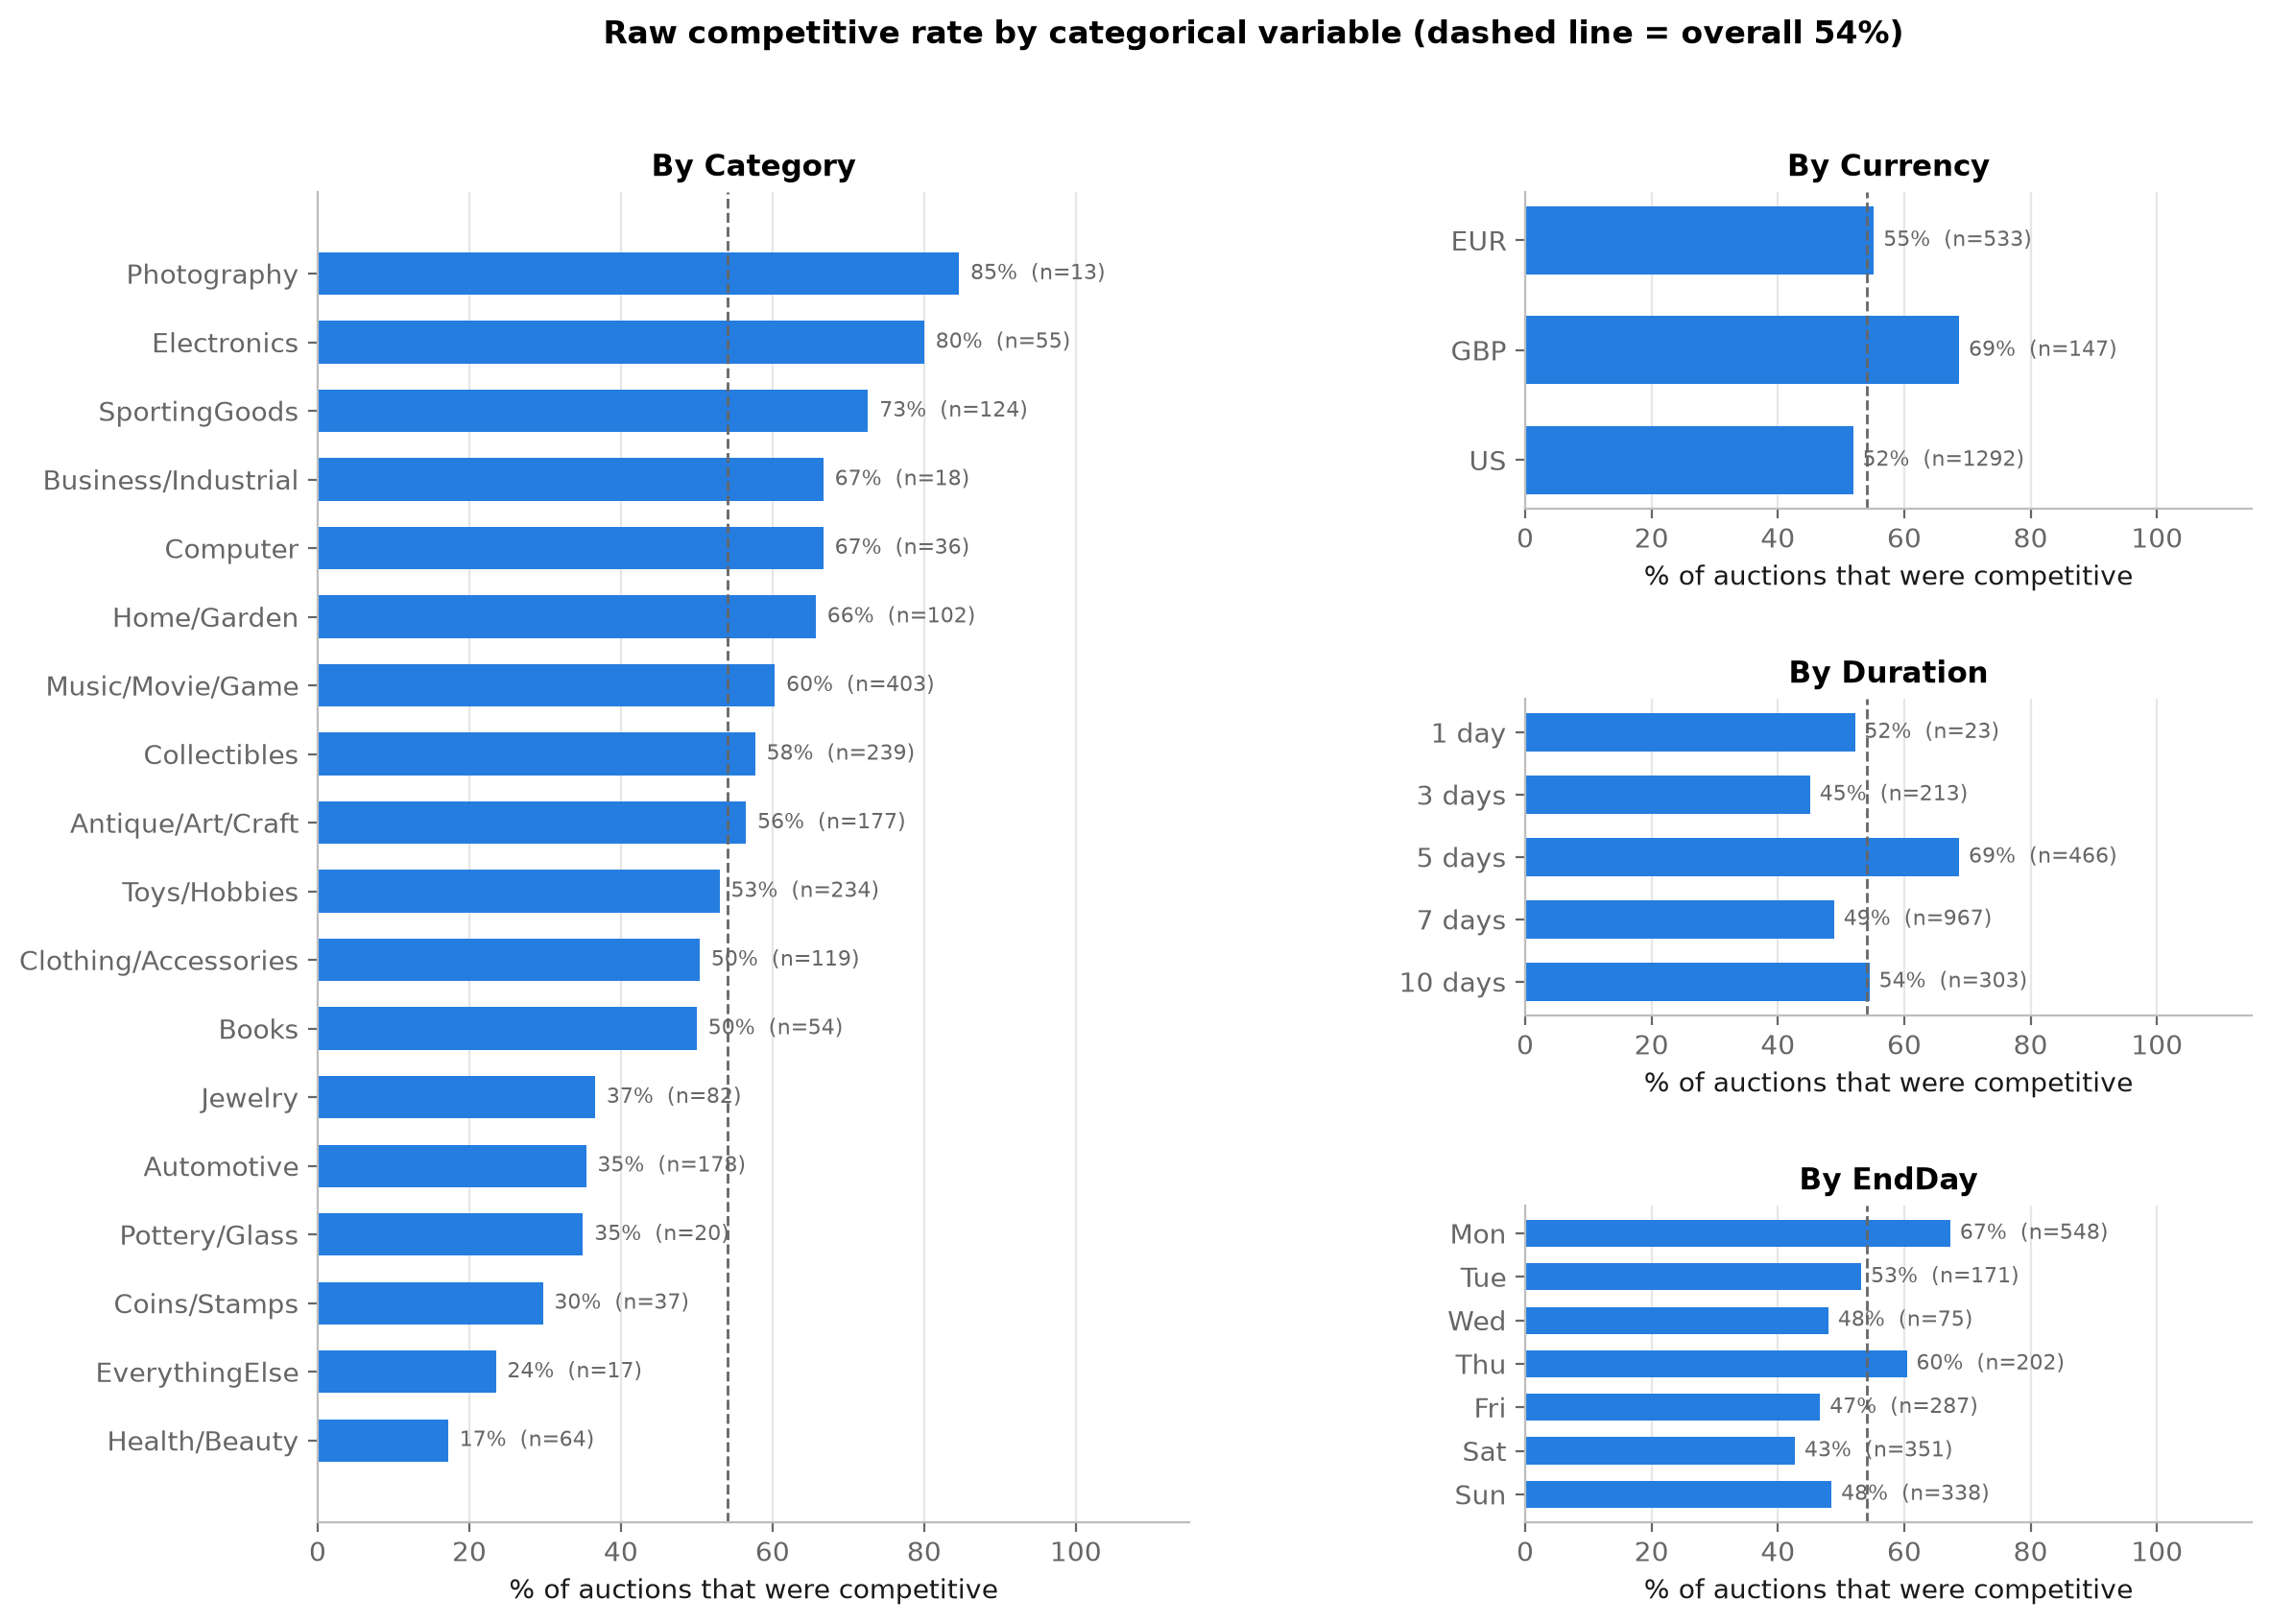 Raw competitive rate by categorical variable (dashed line = overall 54%)
By Category
Photography 85% (n=13)
Electronics 80% (n=55)
SportingGoods 73% (n=124)
Business/Industrial 67% (n=18)
Computer 67% (n=36)
Home/Garden 66% (n=102)
Music/Movie/Game 60% (n=403)
Collectibles 58% (n=239)
Antique/Art/Craft 56% (n=177)
Toys/Hobbies 53% (n=234)
Clothing/Accessories 50% (n=119)
Books 50% (n=54)
Jewelry 37% (n=82)
Automotive 35% (n=178)
Pottery/Glass 35% (n=20)
Coins/Stamps 30% (n=37)
EverythingElse 24% (n=17)
Health/Beauty 17% (n=64)
0 20 40 60 80 100
% of auctions that were competitive
By Currency
EUR 55% (n=533)
GBP 69% (n=147)
US 52% (n=1292)
0 20 40 60 80 100
% of auctions that were competitive
By Duration
1 day 52% (n=23)
3 days 45% (n=213)
5 days 69% (n=466)
7 days 49% (n=967)
10 days 54% (n=303)
0 20 40 60 80 100
% of auctions that were competitive
By EndDay
Mon 67% (n=548)
Tue 53% (n=171)
Wed 48% (n=75)
Thu 60% (n=202)
Fri 47% (n=287)
Sat 43% (n=351)
Sun 48% (n=338)
0 20 40 60 80 100
% of auctions that were competitive